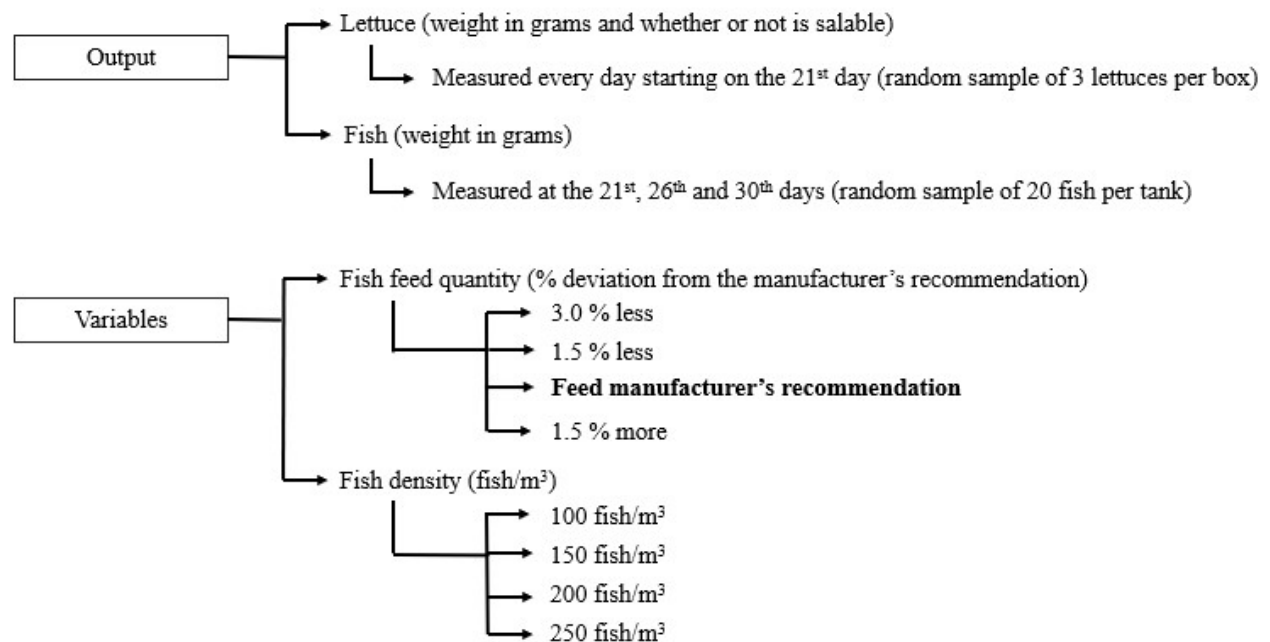 Output
Lettuce (weight in grams and whether or not is salable)
Measured every day starting on the 21st day (random sample of 3 lettuces per box)
Fish (weight in grams)
Measured at the 21st, 26th and 30th days (random sample of 20 fish per tank)
Variables
Fish feed quantity (% deviation from the manufacturer’s recommendation)
3.0 % less
1.5 % less
Feed manufacturer’s recommendation
1.5 % more
Fish density (fish/m³)
100 fish/m³
150 fish/m³
200 fish/m³
250 fish/m³